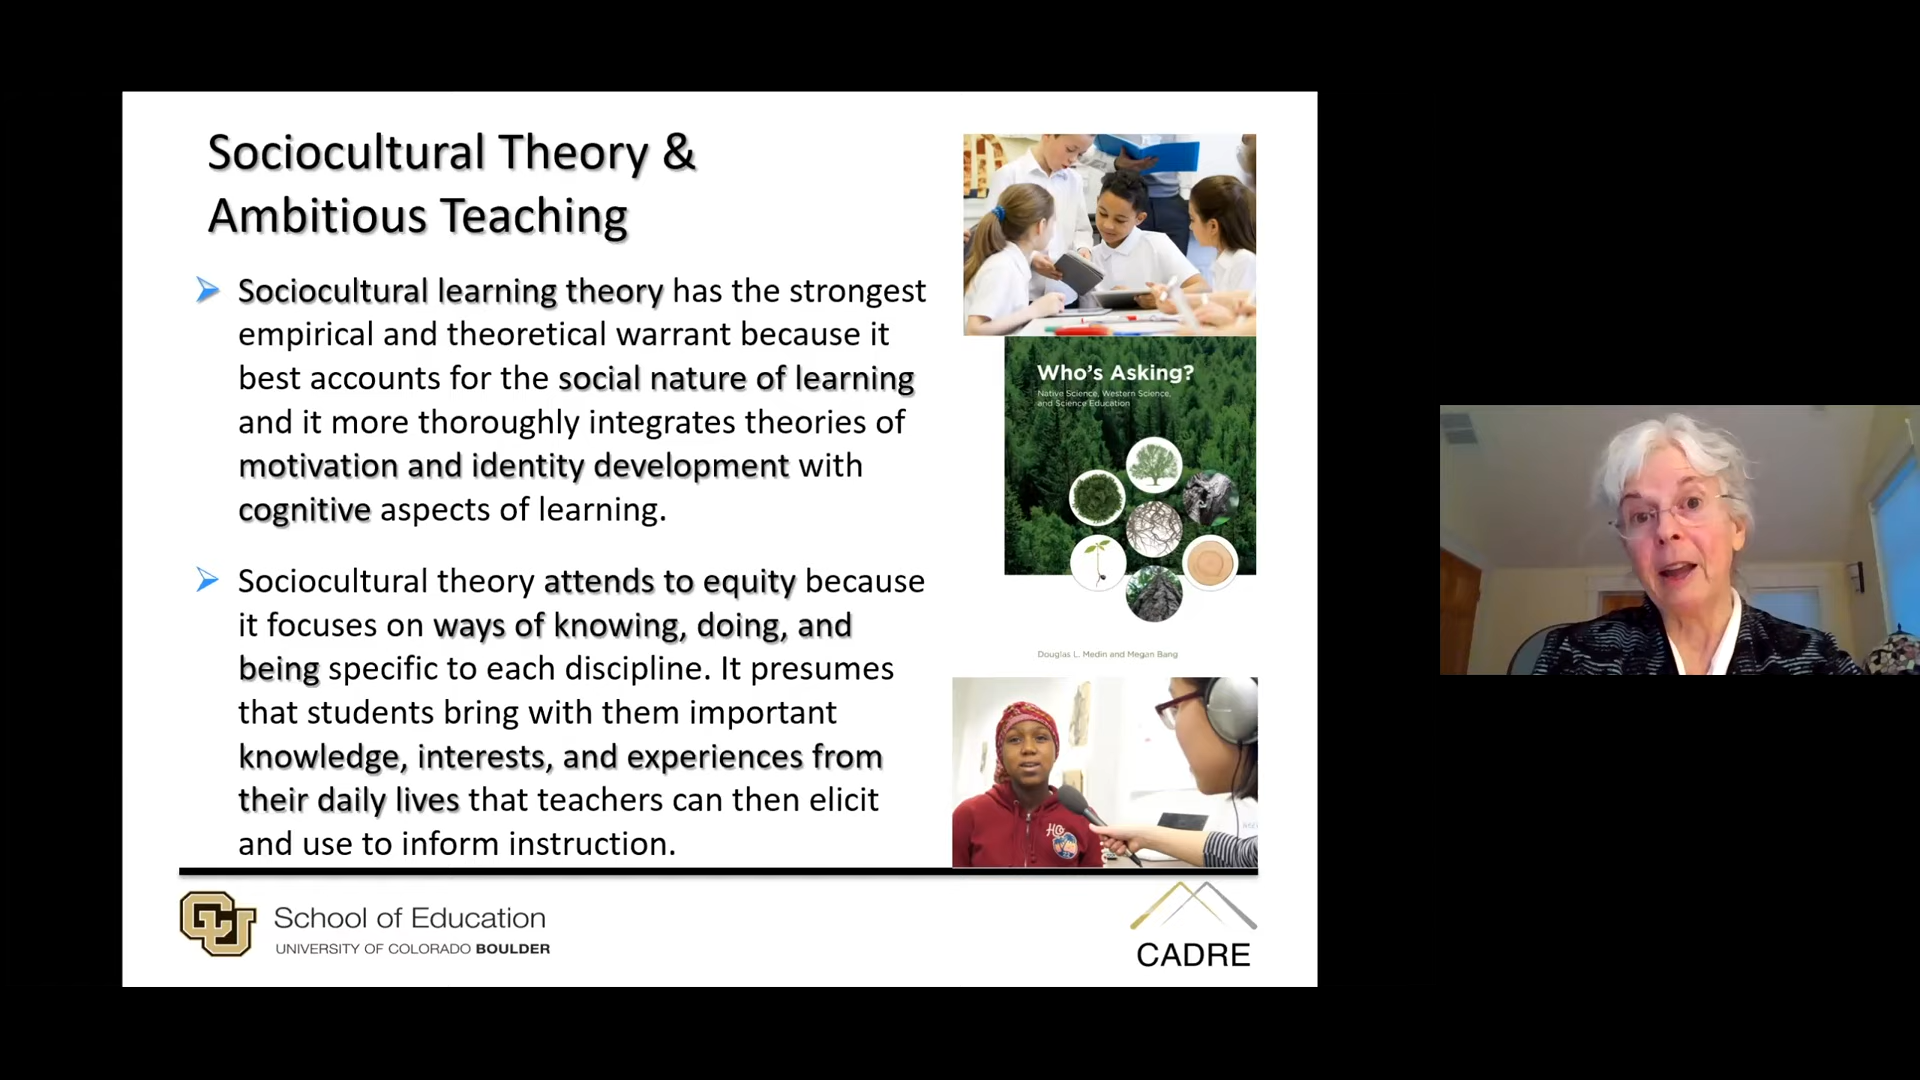 Sociocultural Theory &
Ambitious Teaching
Sociocultural learning theory has the strongest
empirical and theoretical warrant because it
best accounts for the social nature of learning
and it more thoroughly integrates theories of
motivation and identity development with
cognitive aspects of learning.
Sociocultural theory attends to equity because
it focuses on ways of knowing, doing, and
being specific to each discipline. It presumes
that students bring with them important
knowledge, interests, and experiences from
their daily lives that teachers can then elicit
and use to inform instruction.
Who's Asking?
Native Science, Western Science,
and Science Education
Douglas L. Medin and Megan Bang
CU
School of Education
UNIVERSITY OF COLORADO BOULDER
CADRE